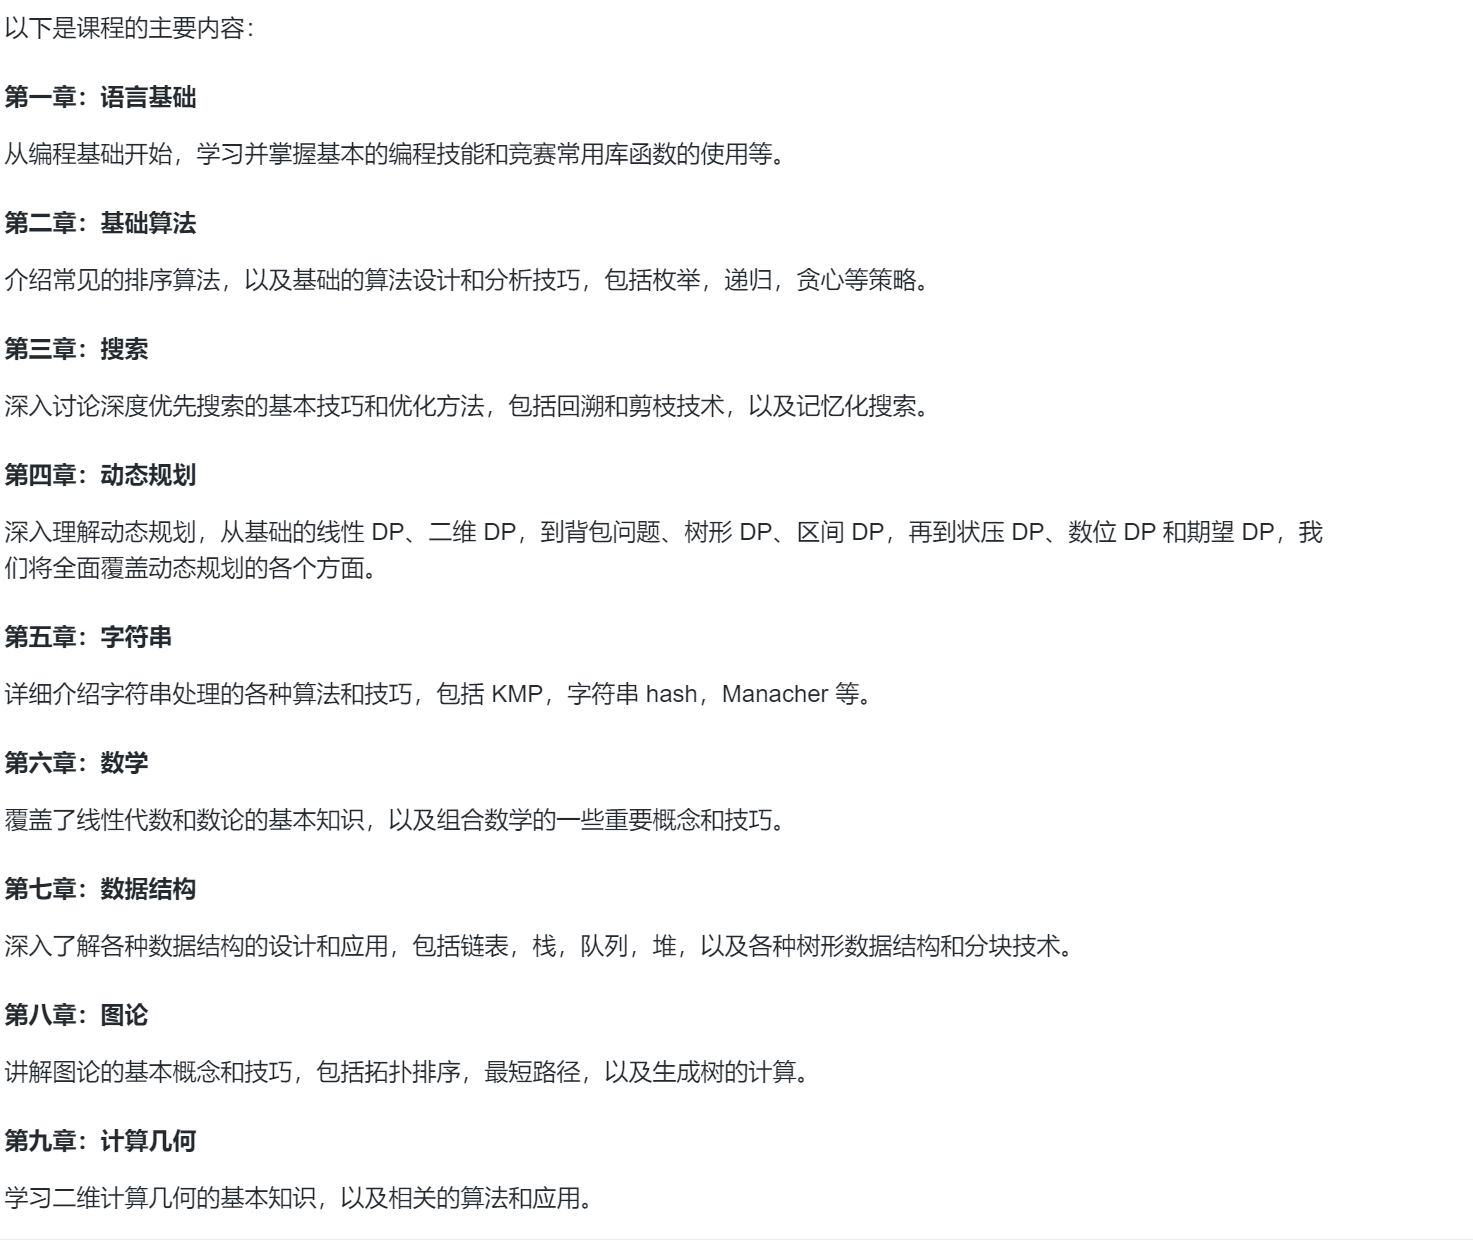 以下是课程的主要内容：
第一章：语言基础
从编程基础开始，学习并掌握基本的编程技能和竞赛常用库函数的使用等。
第二章：基础算法
介绍常见的排序算法，以及基础的算法设计和分析技巧，包括枚举，递归，贪心等策略。
第三章：搜索
深入讨论深度优先搜索的基本技巧和优化方法，包括回溯和剪枝技术，以及记忆化搜索。
第四章：动态规划
深入理解动态规划，从基础的线性 DP、二维 DP，到背包问题、树形 DP、区间 DP，再到状压 DP、数位 DP 和期望 DP，我
们将全面覆盖动态规划的各个方面。
第五章：字符串
详细介绍字符串处理的各种算法和技巧，包括 KMP，字符串 hash，Manacher 等。
第六章：数学
覆盖了线性代数和数论的基本知识，以及组合数学的一些重要概念和技巧。
第七章：数据结构
深入了解各种数据结构的设计和应用，包括链表，栈，队列，堆，以及各种树形数据结构和分块技术。
第八章：图论
讲解图论的基本概念和技巧，包括拓扑排序，最短路径，以及生成树的计算。
第九章：计算几何
学习二维计算几何的基本知识，以及相关的算法和应用。